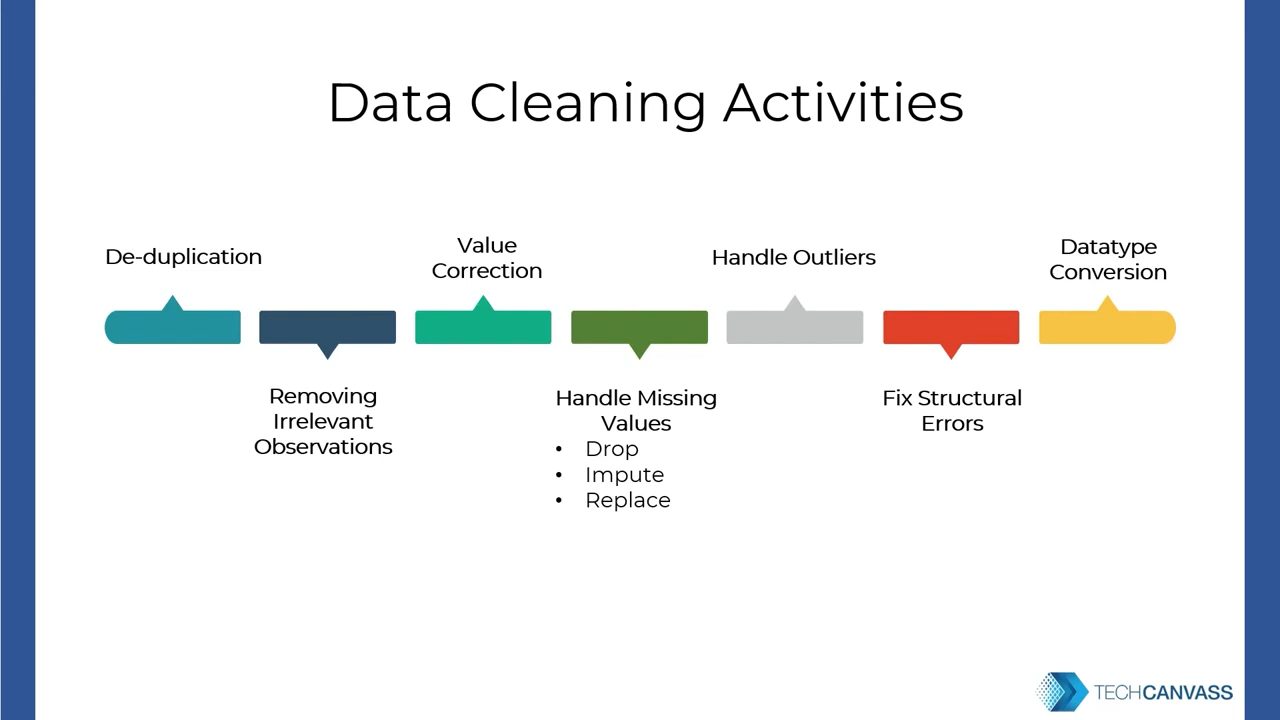 Data Cleaning Activities
De-duplication
Removing
Irrelevant
Observations
Value
Correction
Handle Missing
Values
• Drop
• Impute
• Replace
Handle Outliers
Fix Structural
Errors
Datatype
Conversion
TECHCANVASS